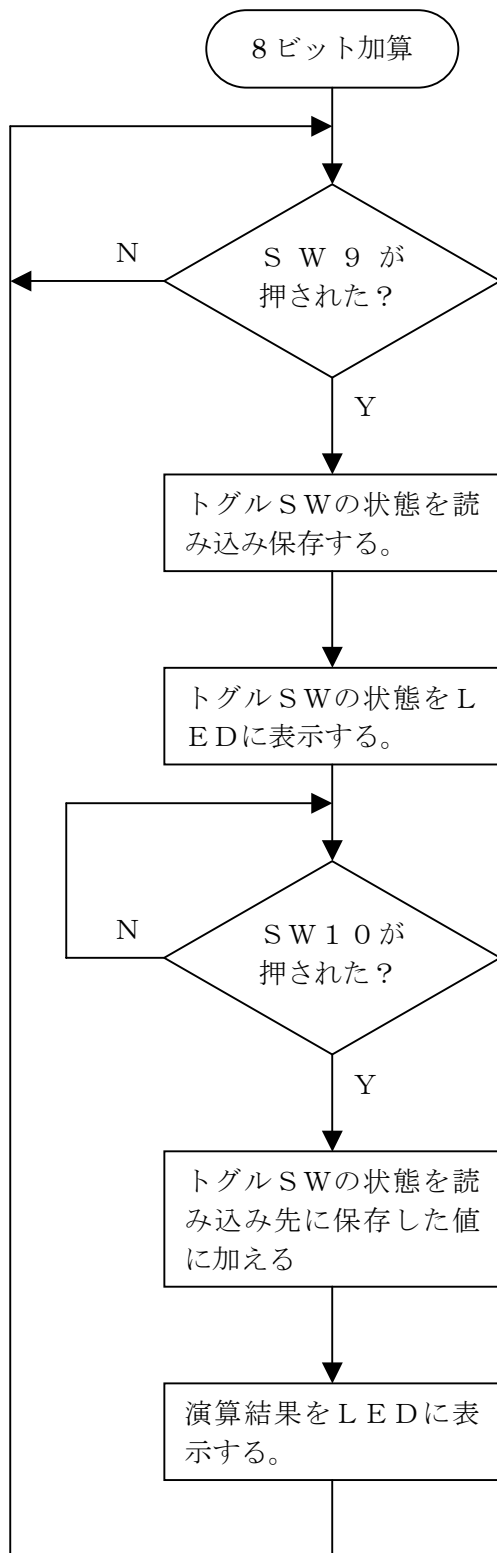 ８ビット加算
Ｎ
ＳＷ９が
押された？
Ｙ
トグルＳＷの状態を読
み込み保存する。
トグルＳＷの状態をＬ
ＥＤに表示する。
Ｎ
ＳＷ１０が
押された？
Ｙ
トグルＳＷの状態を読
み込み先に保存した値
に加える
演算結果をＬＥＤに表
示する。